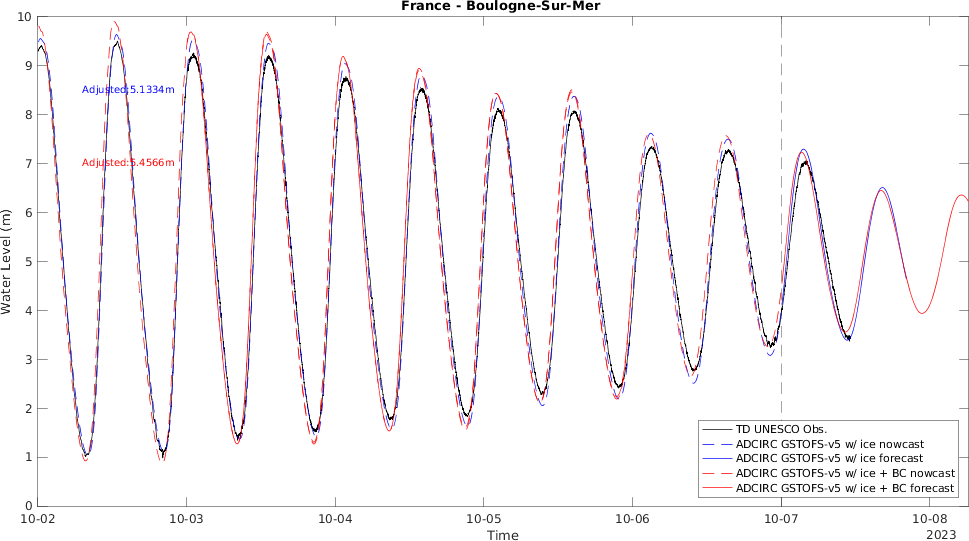 France - Boulogne-Sur-Mer
10
9
8
7
6
5
4
3
2
1
0
Water Level (m)
Adjusted:5.1334m
Adjusted:5.4566m
TD UNESCO Obs.
ADCIRC GSTOFS-v5 w/ ice nowcast
ADCIRC GSTOFS-v5 w/ ice forecast
ADCIRC GSTOFS-v5 w/ ice + BC nowcast
ADCIRC GSTOFS-v5 w/ ice + BC forecast
10-02 10-03 10-04 10-05 10-06 10-07 10-08
Time
2023